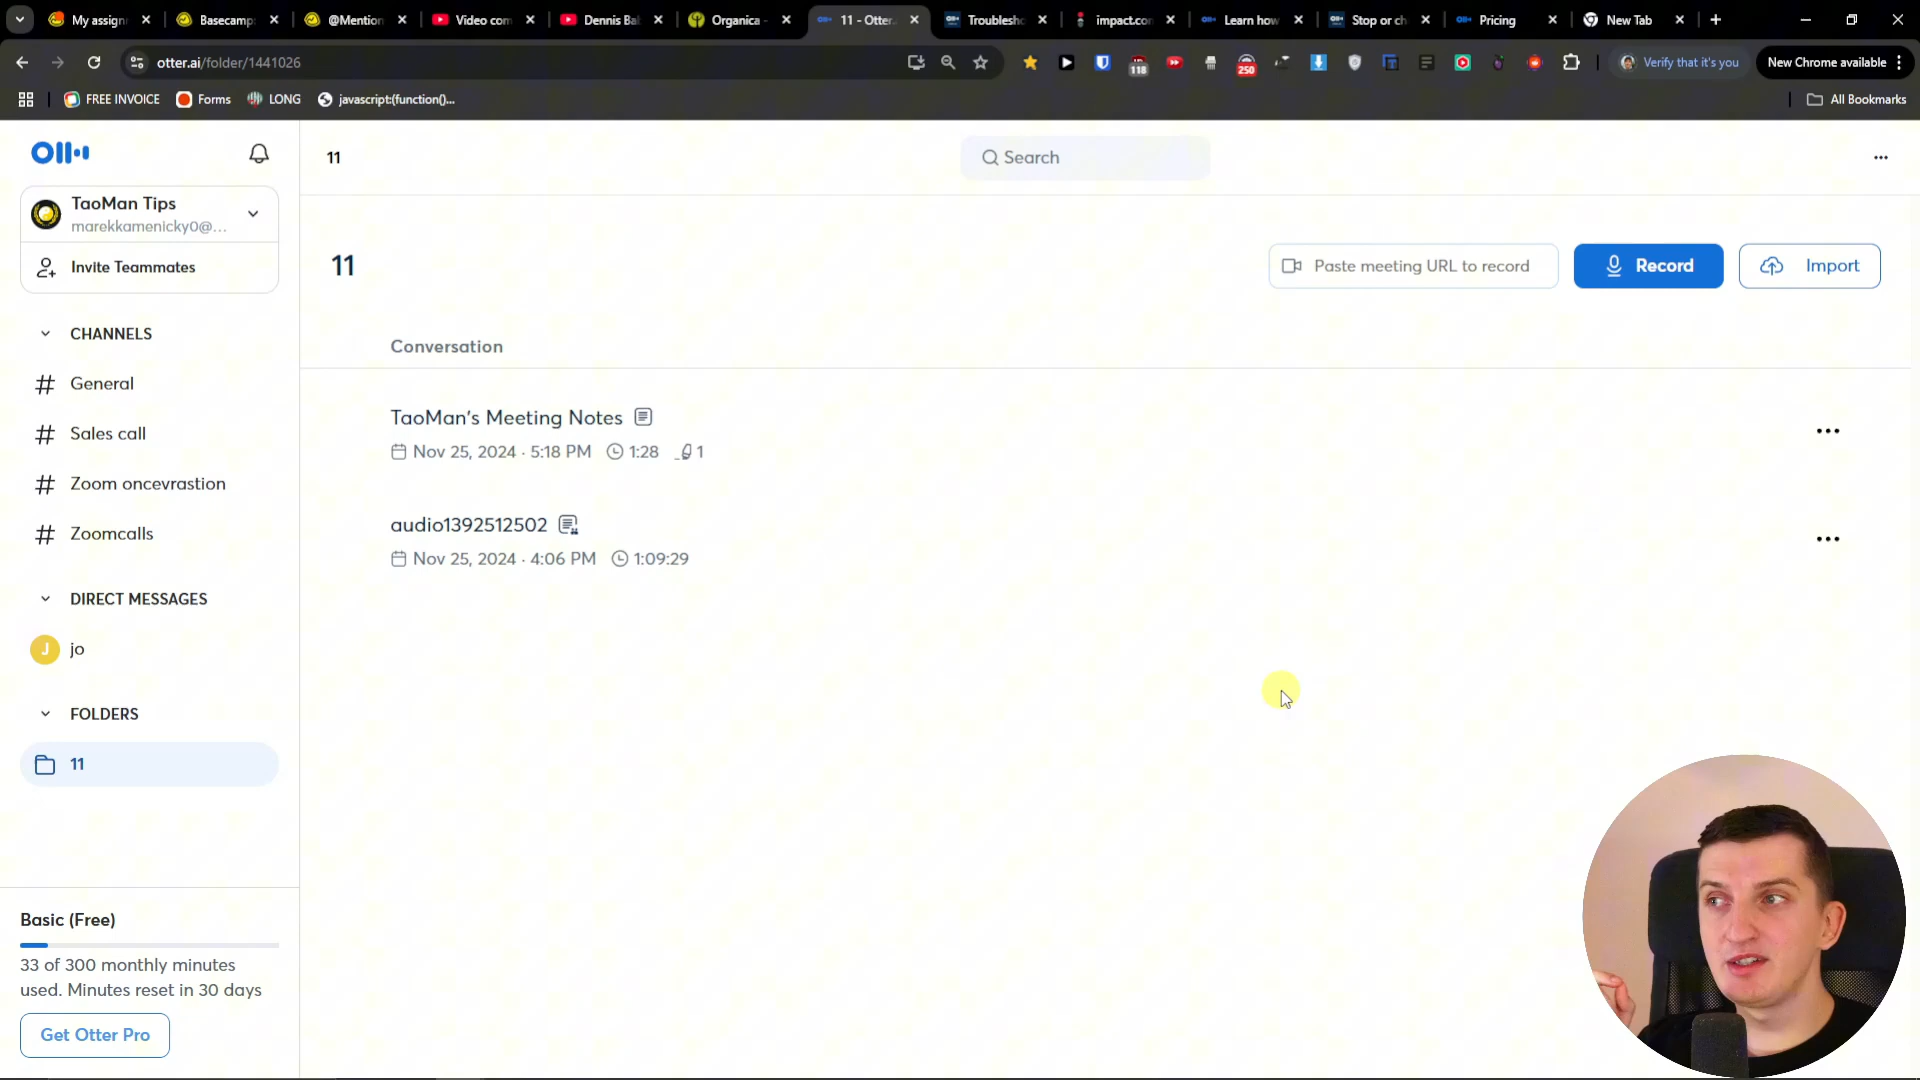 My assign
Basecamp
@Mention
Video com
Dennis Ba
Organica -
11 - Otter.
Troublesh
impact.co
Learn how
Stop or ch
Pricing
New Tab
otter.ai/folder/1441026
118
250
Verify that it's you
New Chrome available
FREE INVOICE
Forms
LONG
javascript:(function()...
All Bookmarks
11
Search
TaoMan Tips
marekkamenicky0@...
Invite Teammates
11
Paste meeting URL to record
Record
Import
CHANNELS
General
Sales call
Zoom oncevrastion
Zoomcalls
Conversation
TaoMan's Meeting Notes
Nov 25, 2024 · 5:18 PM 1:28 1
audio1392512502
Nov 25, 2024 · 4:06 PM 1:09:29
DIRECT MESSAGES
J jo
FOLDERS
11
Basic (Free)
33 of 300 monthly minutes
used. Minutes reset in 30 days
Get Otter Pro